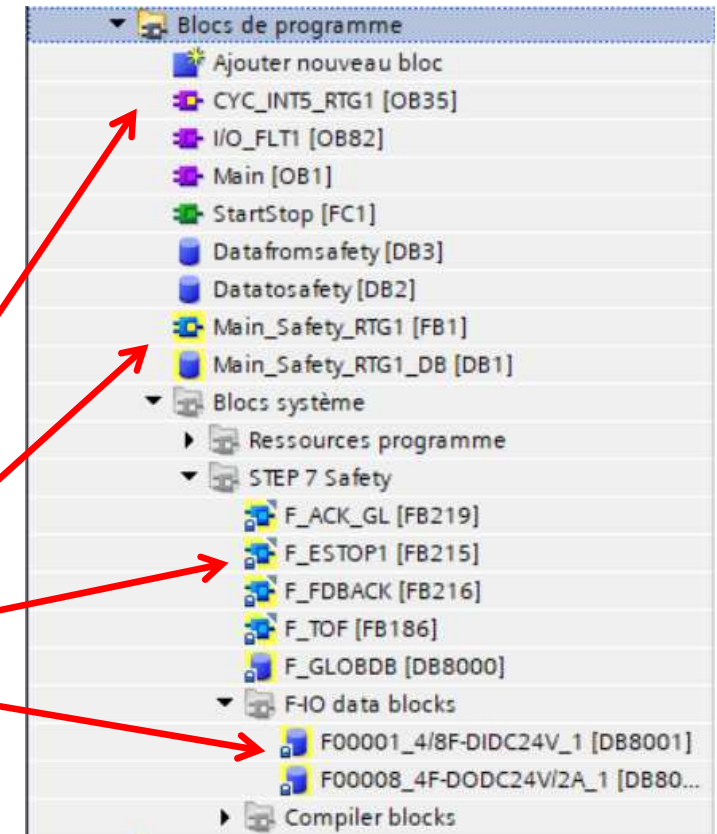 Blocs de programme
Ajouter nouveau bloc
CYC_INT5_RTG1 [OB35]
I/O_FLT1 [OB82]
Main [OB1]
StartStop [FC1]
Datafromsafety [DB3]
Datatosafety [DB2]
Main_Safety_RTG1 [FB1]
Main_Safety_RTG1_DB [DB1]
Blocs système
Ressources programme
STEP 7 Safety
F_ACK_GL [FB219]
F_ESTOP1 [FB215]
F_FDBACK [FB216]
F_TOF [FB186]
F_GLOBDB [DB8000]
F-IO data blocks
F00001_4/8F-DIDC24V_1 [DB8001]
F00008_4F-DODC24V/2A_1 [DB80...
Compiler blocks